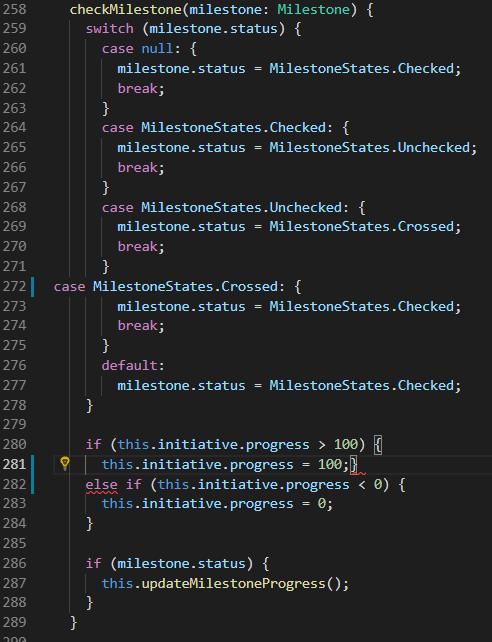 258 checkMilestone(milestone: Milestone) {
259 switch (milestone.status) {
260 case null: {
261 milestone.status = MilestoneStates.Checked;
262 break;
263 }
264 case MilestoneStates.Checked: {
265 milestone.status = MilestoneStates.Unchecked;
266 break;
267 }
268 case MilestoneStates.Unchecked: {
269 milestone.status = MilestoneStates.Crossed;
270 break;
271 }
272 case MilestoneStates.Crossed: {
273 milestone.status = MilestoneStates.Checked;
274 break;
275 }
276 default:
277 milestone.status = MilestoneStates.Checked;
278 }
279
280 if (this.initiative.progress > 100) {
281 this.initiative.progress = 100;}
282 else if (this.initiative.progress < 0) {
283 this.initiative.progress = 0;
284 }
285
286 if (milestone.status) {
287 this.updateMilestoneProgress();
288 }
289 }
290